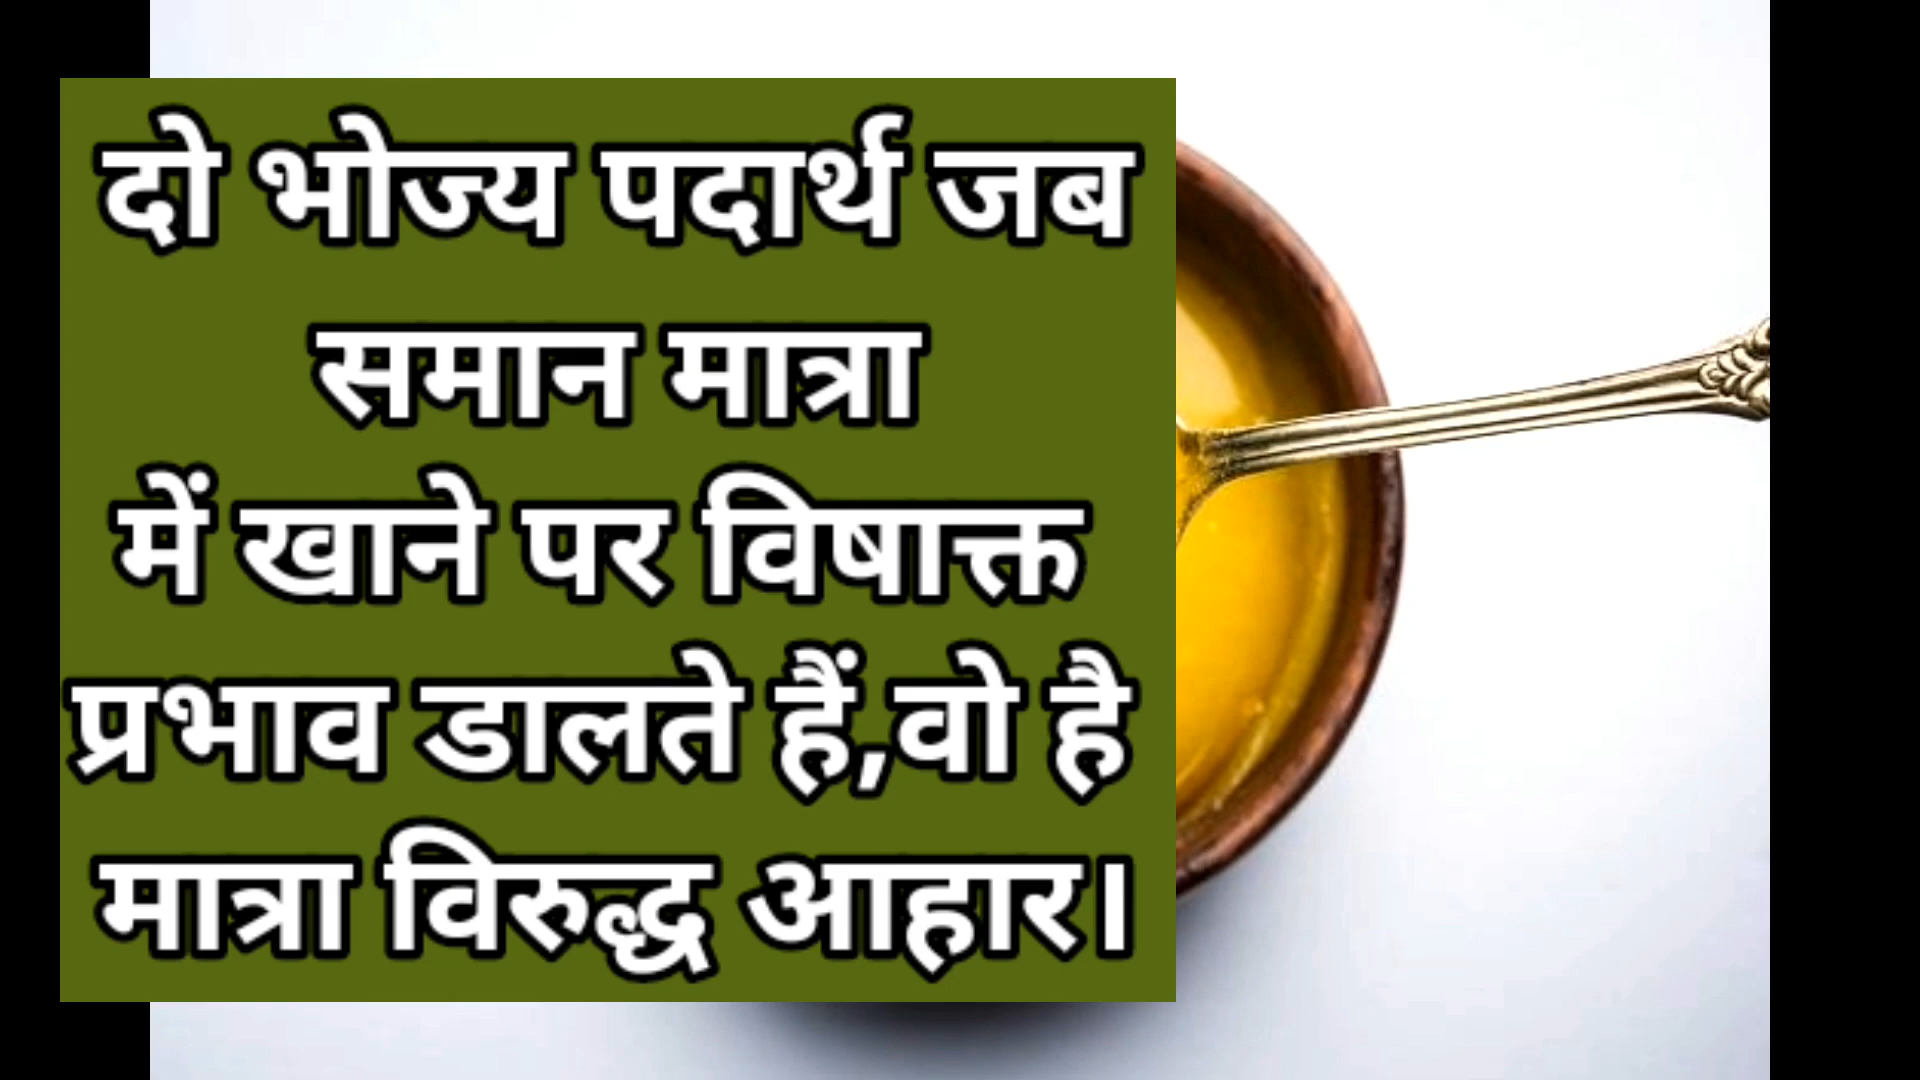 दो भोज्य पदार्थ जब
समान मात्रा
में खाने पर विषाक्त
प्रभाव डालते हैं,वो है
मात्रा विरुद्ध आहार।